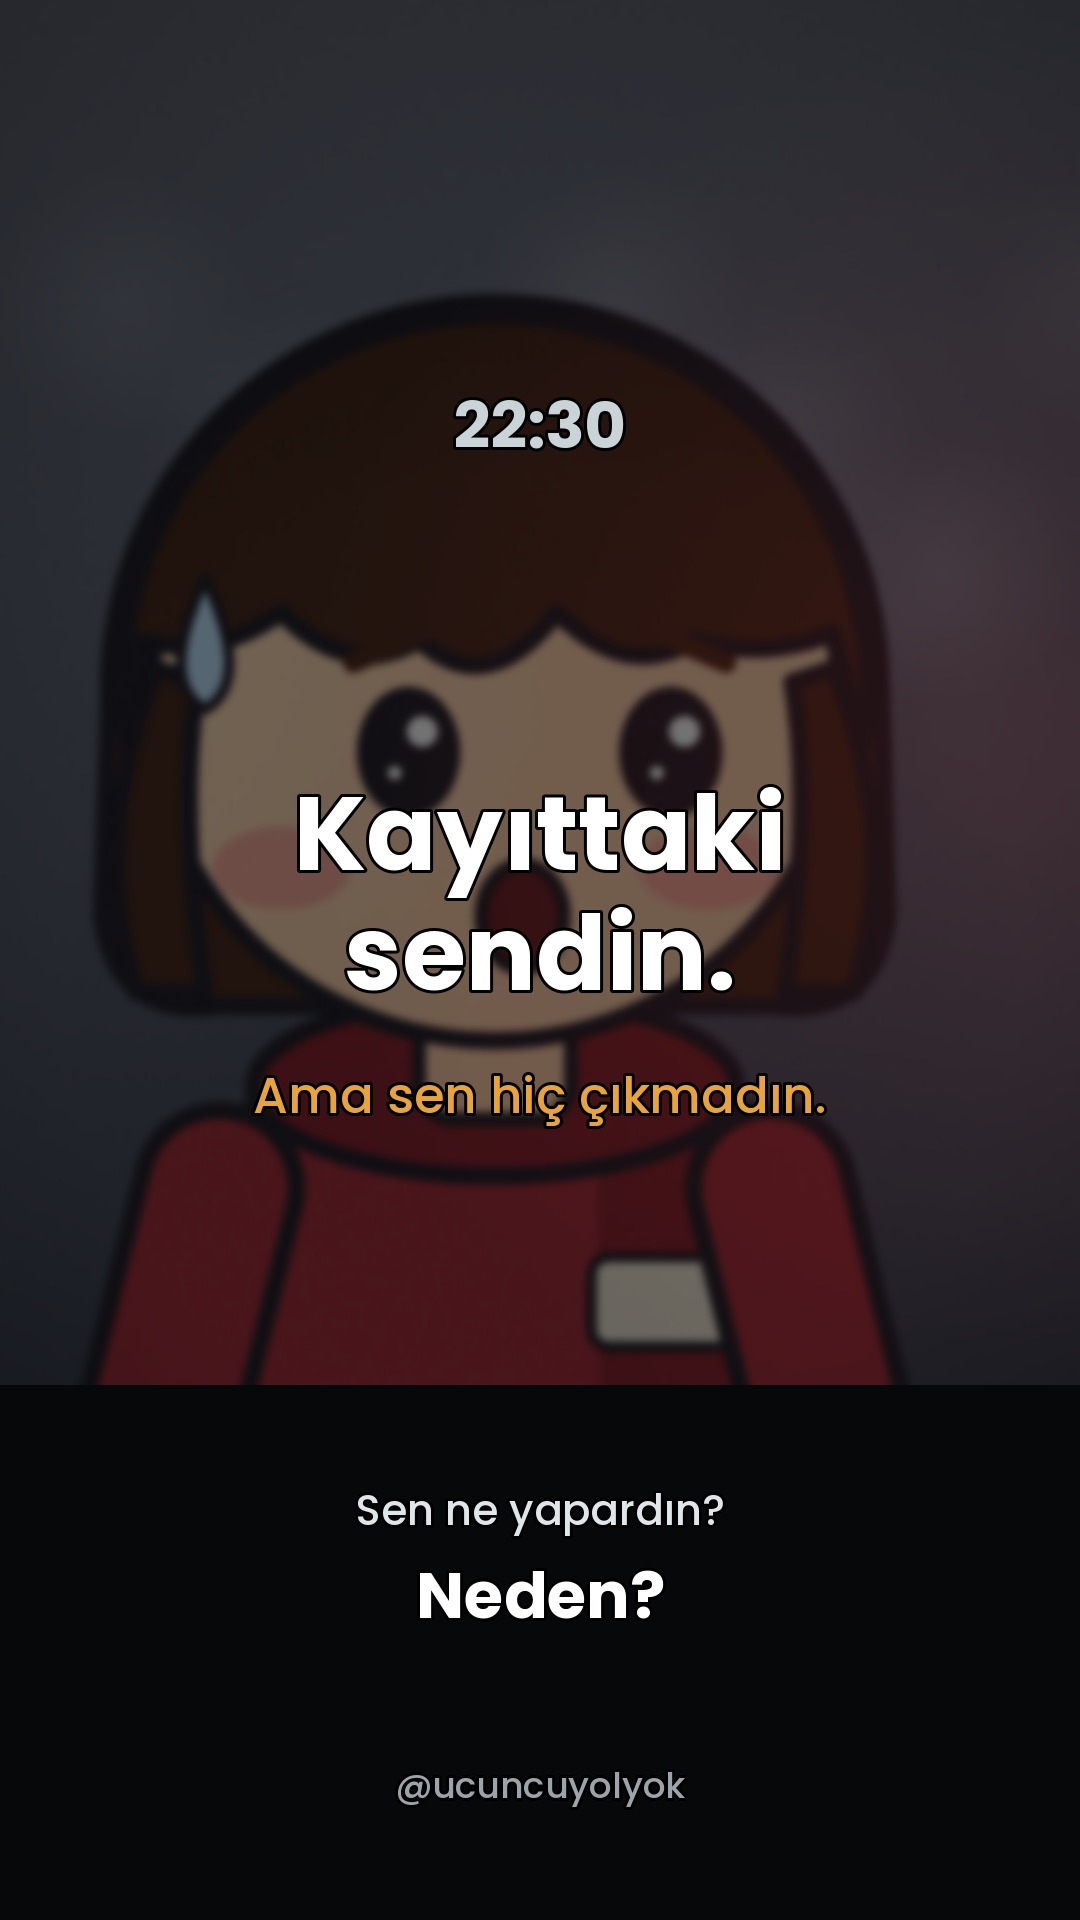 22:30
Kayıttaki
sendin.
Ama sen hiç çıkmadın.
Sen ne yapardın?
Neden?
@ucuncuyolyok